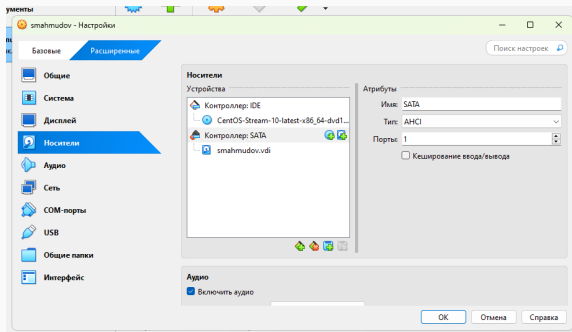 ументы
smahmudov - Настройки
Базовые Расширенные
Поиск настроек
Общие
Система
Дисплей
Носители
Аудио
Сеть
COM-порты
USB
Общие папки
Интерфейс
Носители
Устройства
Контроллер: IDE
CentOS-Stream-10-latest-x86_64-dvd1...
Контроллер: SATA
smahmudov.vdi
Атрибуты
Имя: SATA
Тип: AHCI
Порты: 1
Кеширование ввода/вывода
Аудио
Включить аудио
ОК Отмена Справка